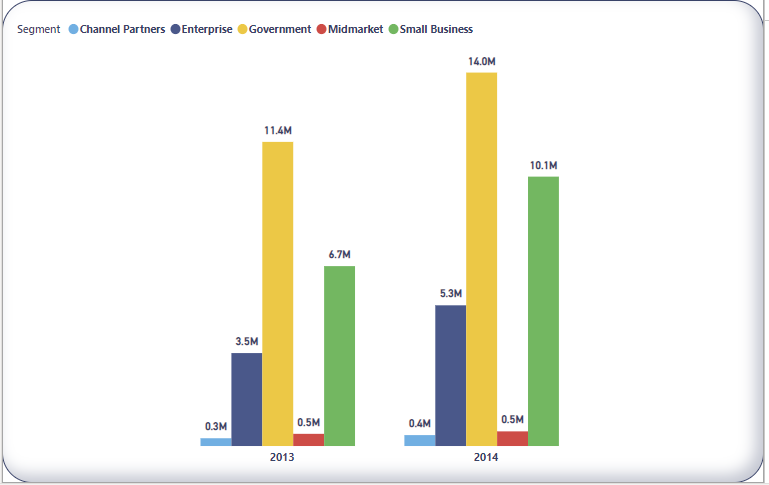 Segment Channel Partners Enterprise Government Midmarket Small Business
14.0M
11.4M
10.1M
6.7M
5.3M
3.5M
0.3M 0.5M 0.4M 0.5M
2013 2014